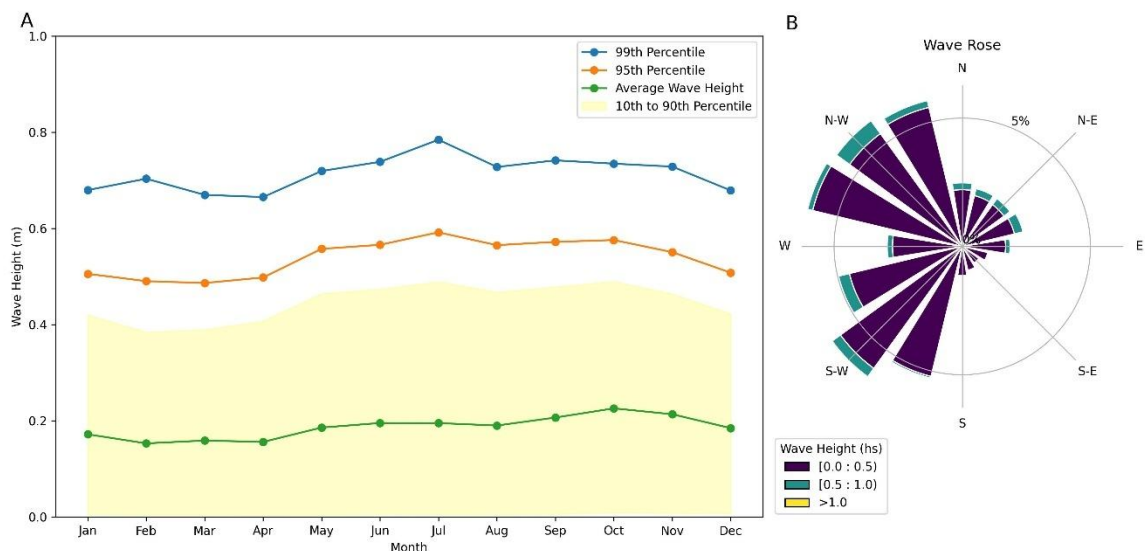 A
1.0
0.8
0.6
0.4
0.2
0.0
Wave Height (m)
99th Percentile
95th Percentile
Average Wave Height
10th to 90th Percentile
Jan Feb Mar Apr May Jun Jul Aug Sep Oct Nov Dec
Month
B
Wave Rose
N
N-W
5%
N-E
W
E
S-W
S-E
S
Wave Height (hs)
[0.0 : 0.5)
[0.5 : 1.0)
>1.0